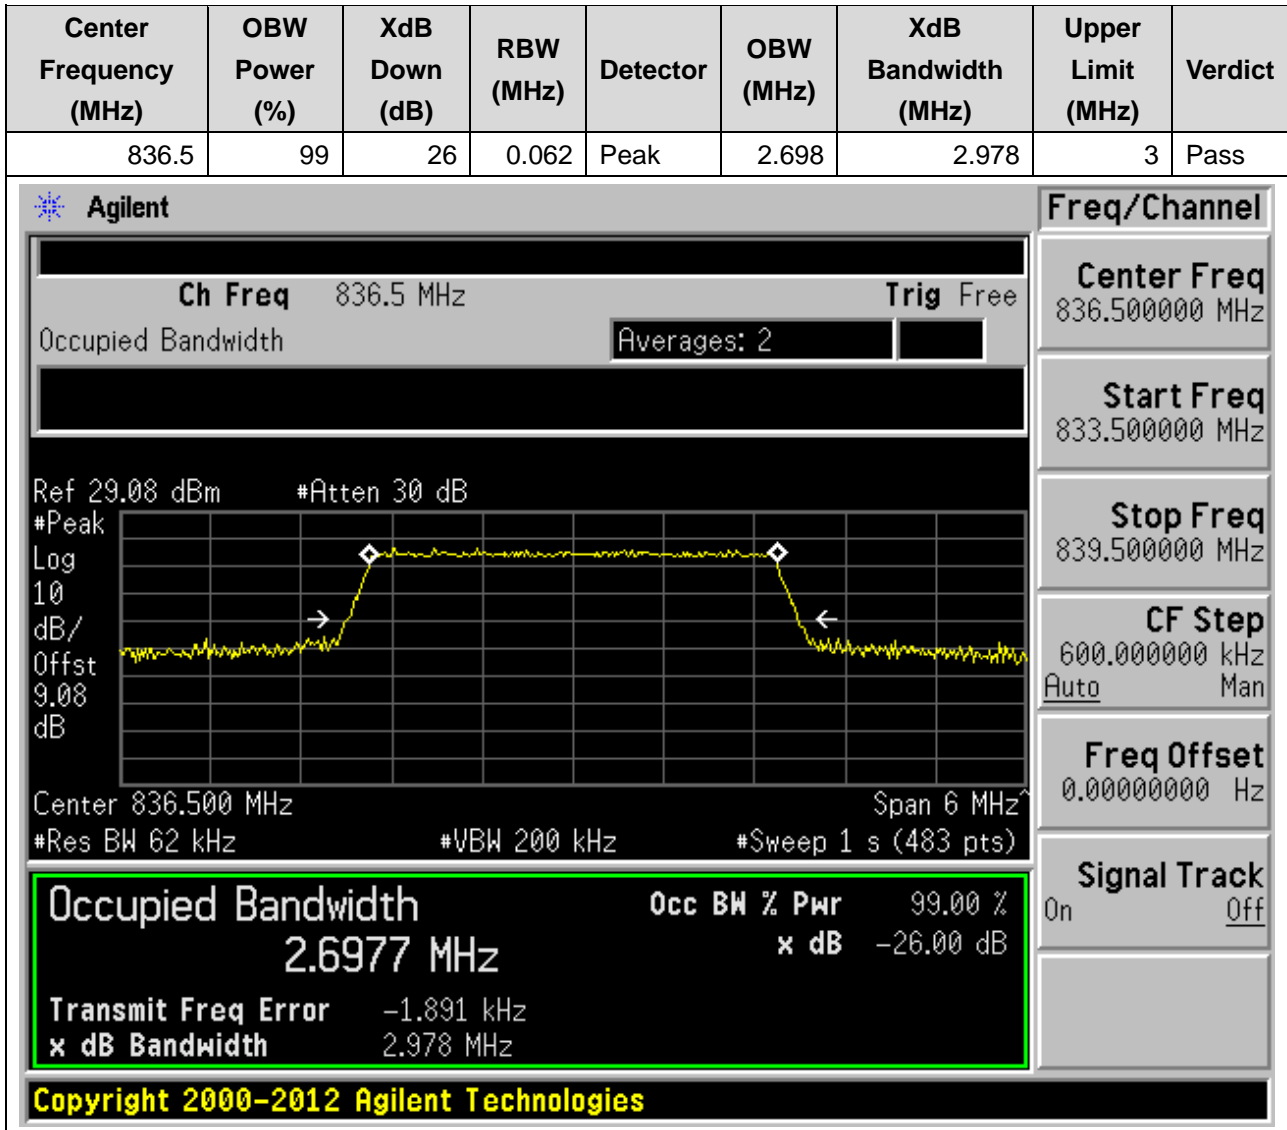 Center Frequency (MHz) OBW Power (%) XdB Down (dB) RBW (MHz) Detector OBW (MHz) XdB Bandwidth (MHz) Upper Limit (MHz) Verdict
836.5 99 26 0.062 Peak 2.698 2.978 3 Pass
Agilent
Freq/Channel
Ch Freq 836.5 MHz Trig Free
Occupied Bandwidth Averages: 2
Center Freq
836.500000 MHz
Start Freq
833.500000 MHz
Stop Freq
839.500000 MHz
CF Step
600.000000 kHz
Auto Man
Freq Offset
0.00000000 Hz
Signal Track
On Off
Ref 29.08 dBm #Atten 30 dB
#Peak
Log
10
dB/
Offst
9.08
dB
Center 836.500 MHz Span 6 MHz^
#Res BW 62 kHz #VBW 200 kHz #Sweep 1 s (483 pts)
Occupied Bandwidth Occ BW % Pwr 99.00 %
2.6977 MHz x dB -26.00 dB
Transmit Freq Error -1.891 kHz
x dB Bandwidth 2.978 MHz
Copyright 2000-2012 Agilent Technologies